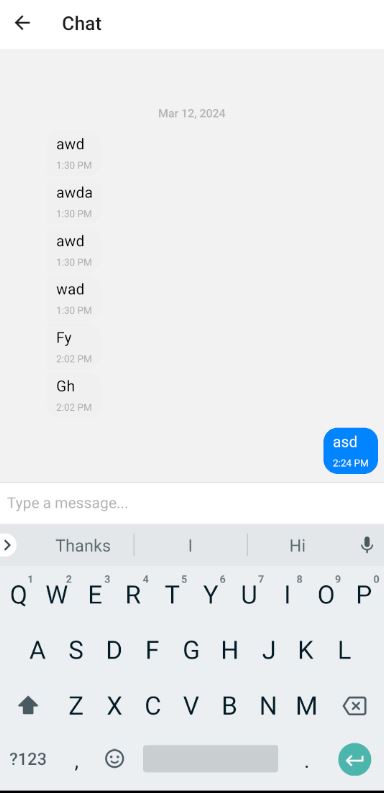 Chat
Mar 12, 2024
awd
1:30 PM
awda
1:30 PM
awd
1:30 PM
wad
1:30 PM
Fy
2:02 PM
Gh
2:02 PM
asd
2:24 PM
Type a message...
Thanks I Hi
1 2 3 4 5 6 7 8 9 0
Q W E R T Y U I O P
A S D F G H J K L
Z X C V B N M
?123 , .